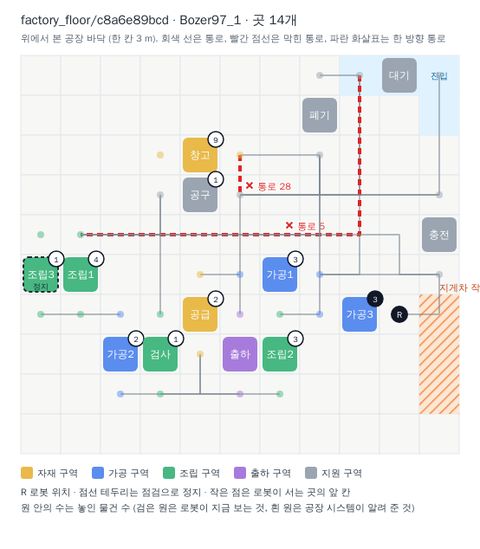 factory_floor/c8a6e89bcd · Bozer97_1 · 곳 14개
위에서 본 공장 바닥 (한 칸 3 m). 회색 선은 통로, 빨간 점선은 막힌 통로, 파란 화살표는 한 방향 통로
대기
전립
폐기
창고
9
공구
1
✕ 통로 28
✕ 통로 5
충전
조립3
1
정지
조립1
4
가공1
3
지게차 작
공급
2
가공3
3
R
가공2
2
검사
1
출하
조립2
3
자재 구역
가공 구역
조립 구역
출하 구역
지원 구역
R 로봇 위치 · 점선 테두리는 점검으로 정지 · 작은 점은 로봇이 서는 곳의 앞 칸
원 안의 수는 놓인 물건 수 (검은 원은 로봇이 지금 보는 것, 흰 원은 공장 시스템이 알려 준 것)